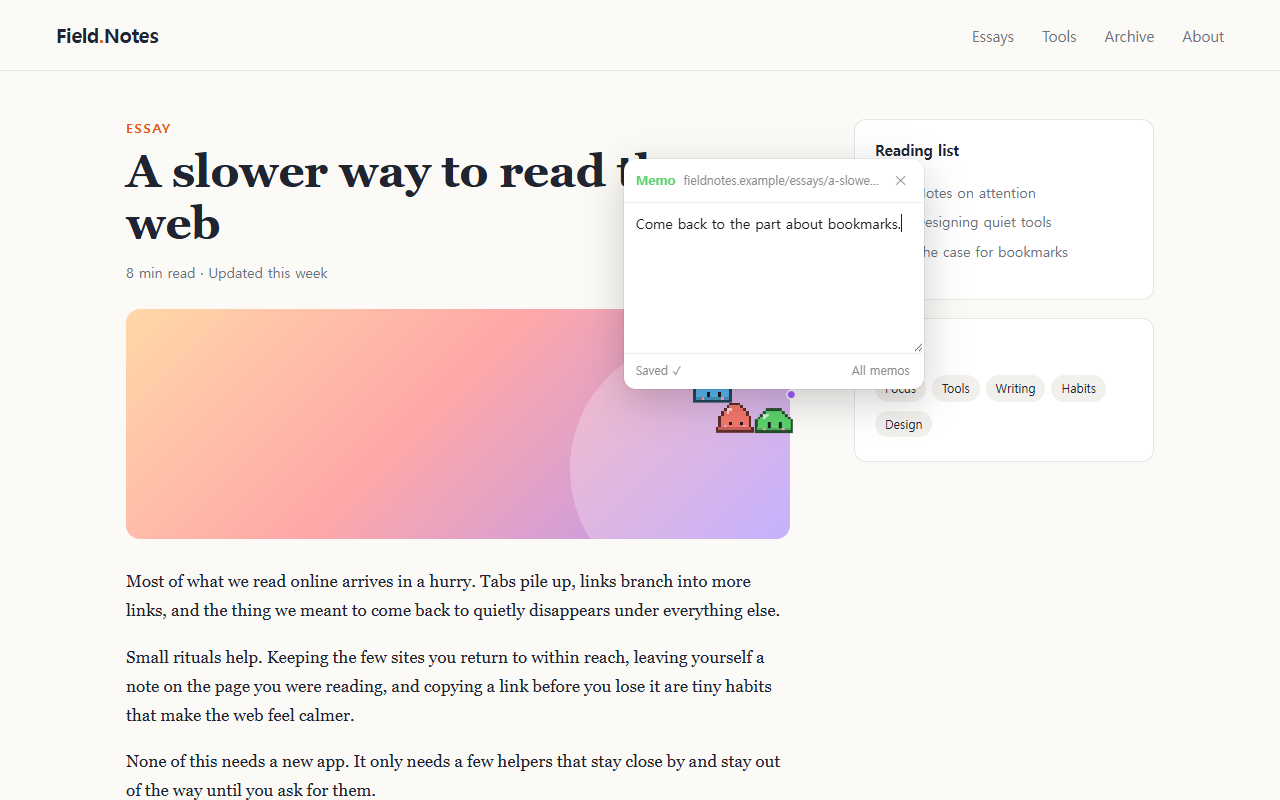 Field.Notes
Essays
Tools
Archive
About
ESSAY
A slower way to read
web
8 min read · Updated this week
Memo
fieldnotes.example/essays/a-slowe...
Come back to the part about bookmarks.
Saved ✓
All memos
Reading list
on attention
quiet tools
case for bookmarks
Focus
Tools
Writing
Habits
Design
Most of what we read online arrives in a hurry. Tabs pile up, links branch into more
links, and the thing we meant to come back to quietly disappears under everything else.
Small rituals help. Keeping the few sites you return to within reach, leaving yourself a
note on the page you were reading, and copying a link before you lose it are tiny habits
that make the web feel calmer.
None of this needs a new app. It only needs a few helpers that stay close by and stay out
of the way until you ask for them.